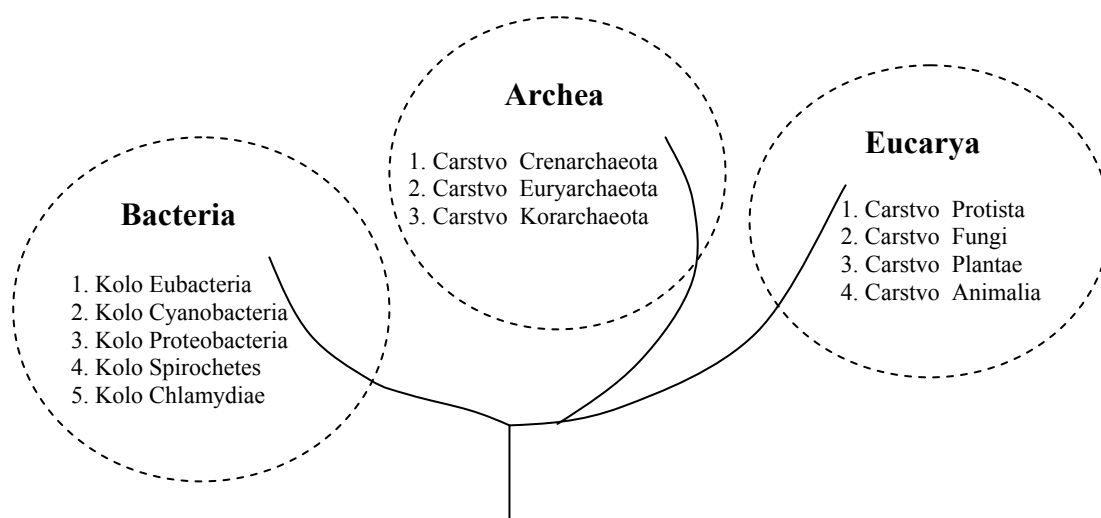 Bacteria
1. Kolo Eubacteria
2. Kolo Cyanobacteria
3. Kolo Proteobacteria
4. Kolo Spirochetes
5. Kolo Chlamydiae
Archea
1. Carstvo Crenarchaeota
2. Carstvo Euryarchaeota
3. Carstvo Korarchaeota
Eucarya
1. Carstvo Protista
2. Carstvo Fungi
3. Carstvo Plantae
4. Carstvo Animalia